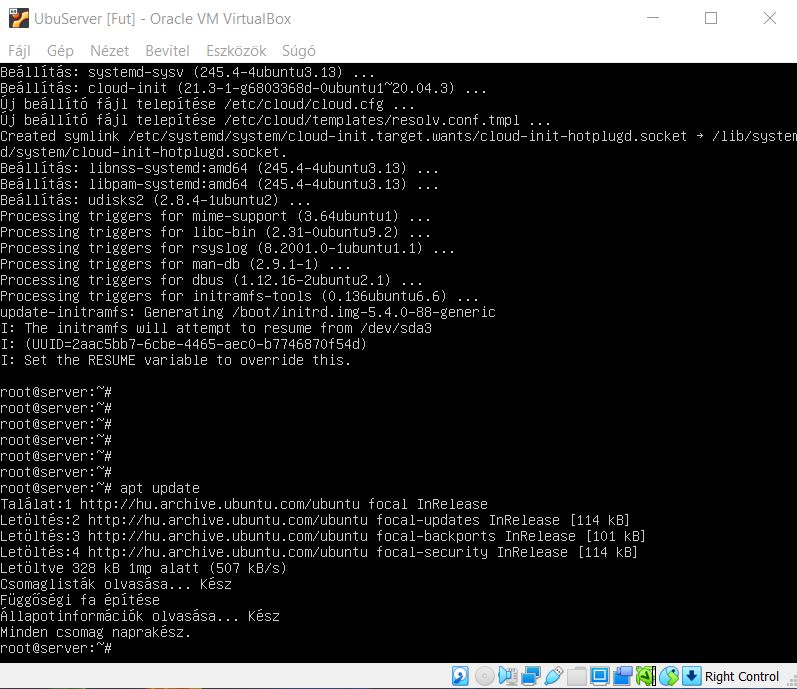 UbuServer [Fut] - Oracle VM VirtualBox
Fájl Gép Nézet Bevitel Eszközök Súgó
Beállítás: systemd-sysv (245.4-4ubuntu3.13) ...
Beállítás: cloud-init (21.3-1-g6803368d-0ubuntu1~20.04.3) ...
Új beállító fájl telepítése /etc/cloud/cloud.cfg ...
Új beállító fájl telepítése /etc/cloud/templates/resolv.conf.tmpl ...
Created symlink /etc/systemd/system/cloud-init.target.wants/cloud-init-hotplugd.socket → /lib/system
d/system/cloud-init-hotplugd.socket.
Beállítás: libnss-systemd:amd64 (245.4-4ubuntu3.13) ...
Beállítás: libpam-systemd:amd64 (245.4-4ubuntu3.13) ...
Beállítás: udisks2 (2.8.4-1ubuntu2) ...
Processing triggers for mime-support (3.64ubuntu1) ...
Processing triggers for libc-bin (2.31-0ubuntu9.2) ...
Processing triggers for rsyslog (8.2001.0-1ubuntu1.1) ...
Processing triggers for man-db (2.9.1-1) ...
Processing triggers for dbus (1.12.16-2ubuntu2.1) ...
Processing triggers for initramfs-tools (0.136ubuntu6.6) ...
update-initramfs: Generating /boot/initrd.img-5.4.0-88-generic
I: The initramfs will attempt to resume from /dev/sda3
I: (UUID=2aac5bb7-6cbe-4465-aec0-b7746870f54d)
I: Set the RESUME variable to override this.
root@server:~#
root@server:~#
root@server:~#
root@server:~#
root@server:~#
root@server:~#
root@server:~# apt update
Találat:1 http://hu.archive.ubuntu.com/ubuntu focal InRelease
Letöltés:2 http://hu.archive.ubuntu.com/ubuntu focal-updates InRelease [114 kB]
Letöltés:3 http://hu.archive.ubuntu.com/ubuntu focal-backports InRelease [101 kB]
Letöltés:4 http://hu.archive.ubuntu.com/ubuntu focal-security InRelease [114 kB]
Letöltve 328 kB 1mp alatt (507 kB/s)
Csomaglisták olvasása... Kész
Függőségi fa építése
Állapotinformációk olvasása... Kész
Minden csomag naprakész.
root@server:~#
Right Control